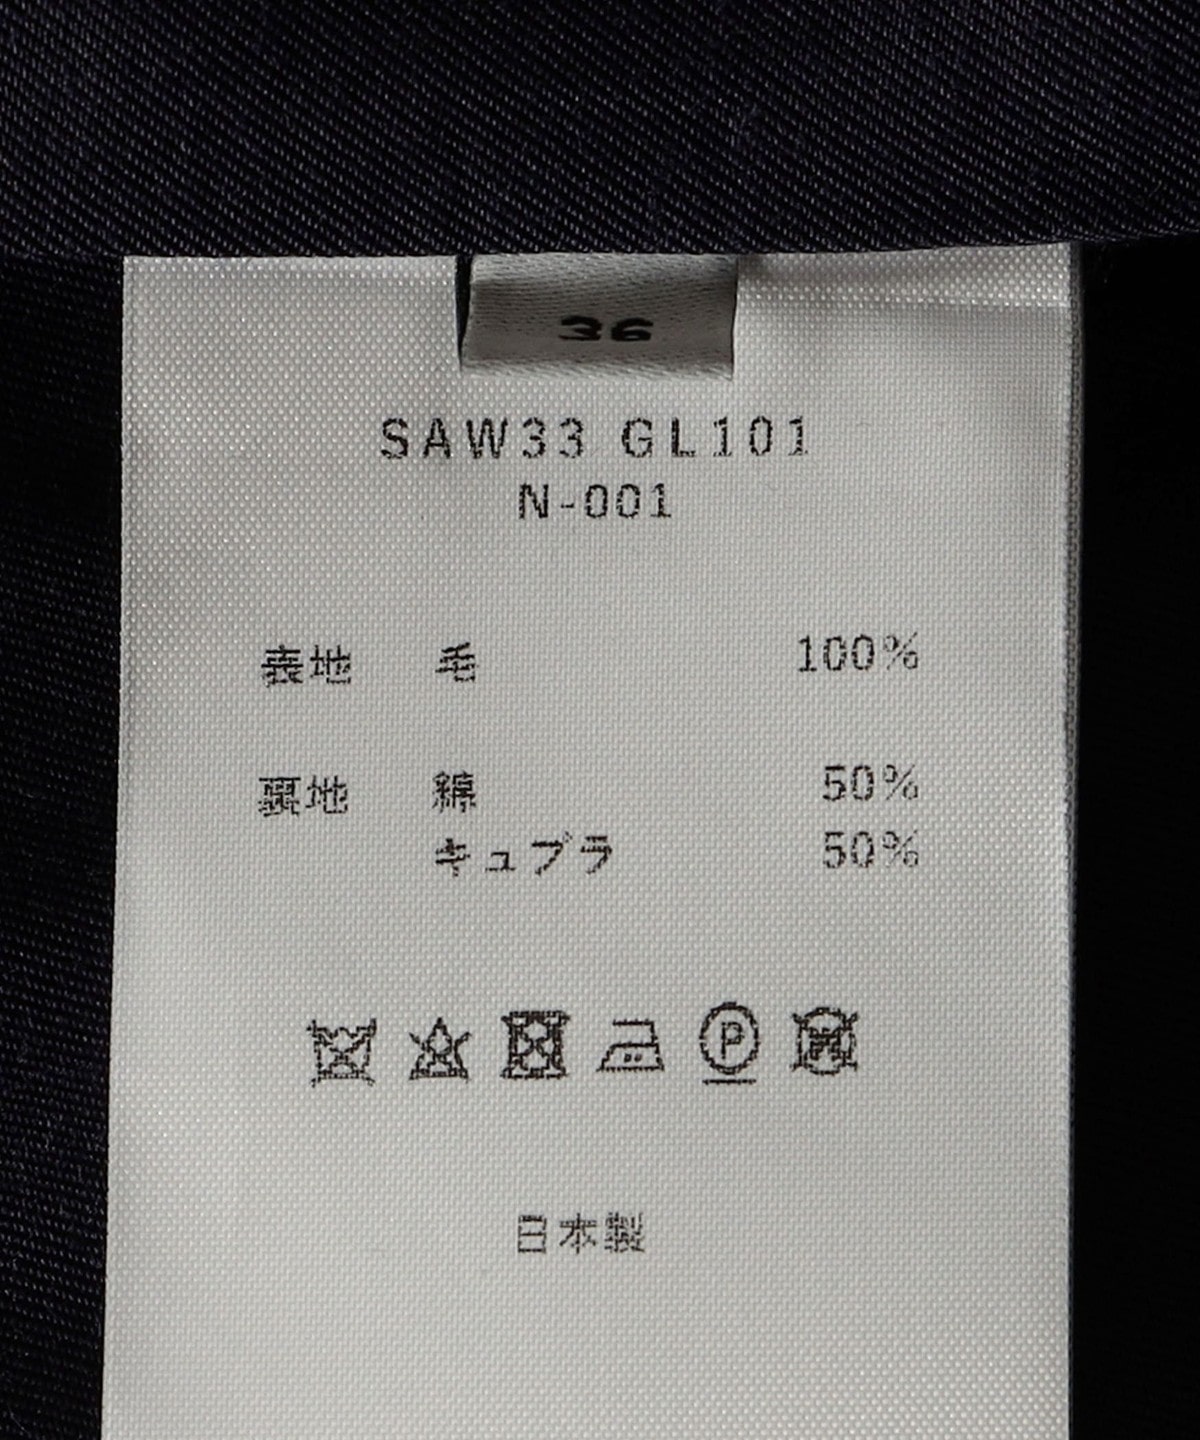 36
SAW33 GL101
N-001
表地 毛 100%
裏地 綿 50%
キュプラ 50%
P
W
日本製